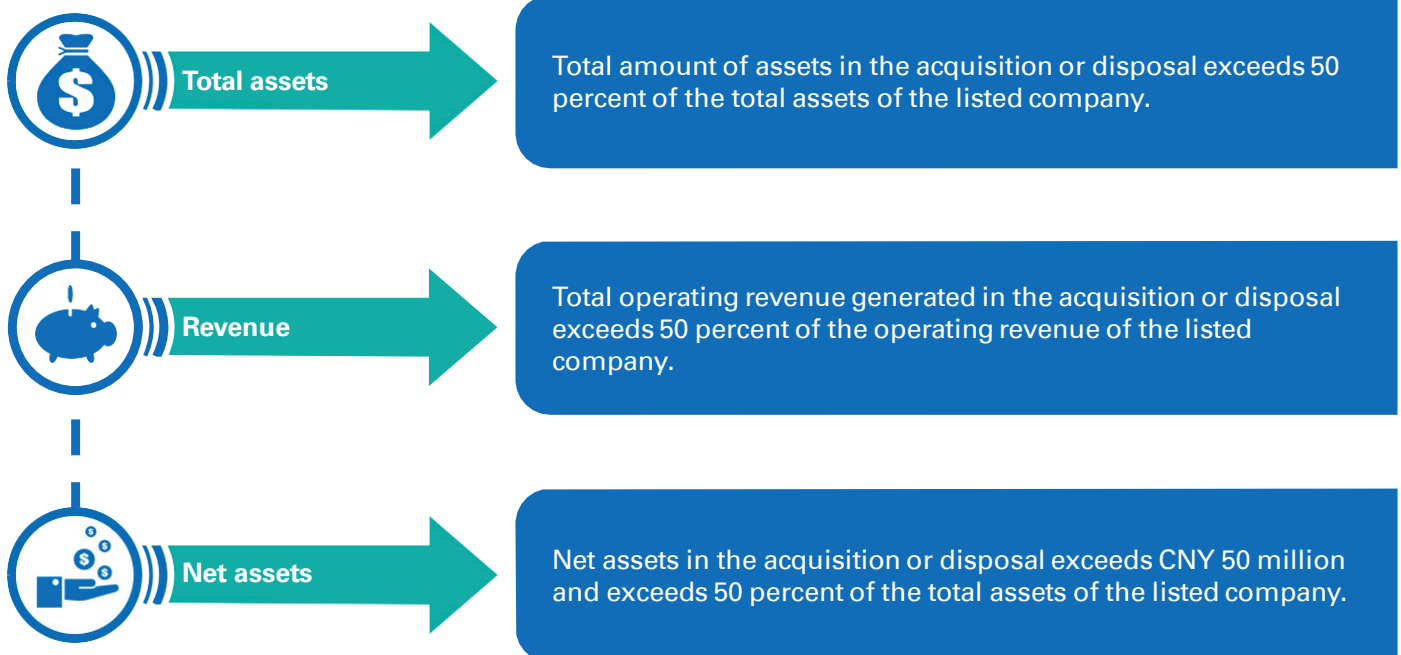 Total assets
Total amount of assets in the acquisition or disposal exceeds 50
percent of the total assets of the listed company.
Revenue
Total operating revenue generated in the acquisition or disposal
exceeds 50 percent of the operating revenue of the listed
company.
Net assets
Net assets in the acquisition or disposal exceeds CNY 50 million
and exceeds 50 percent of the total assets of the listed company.